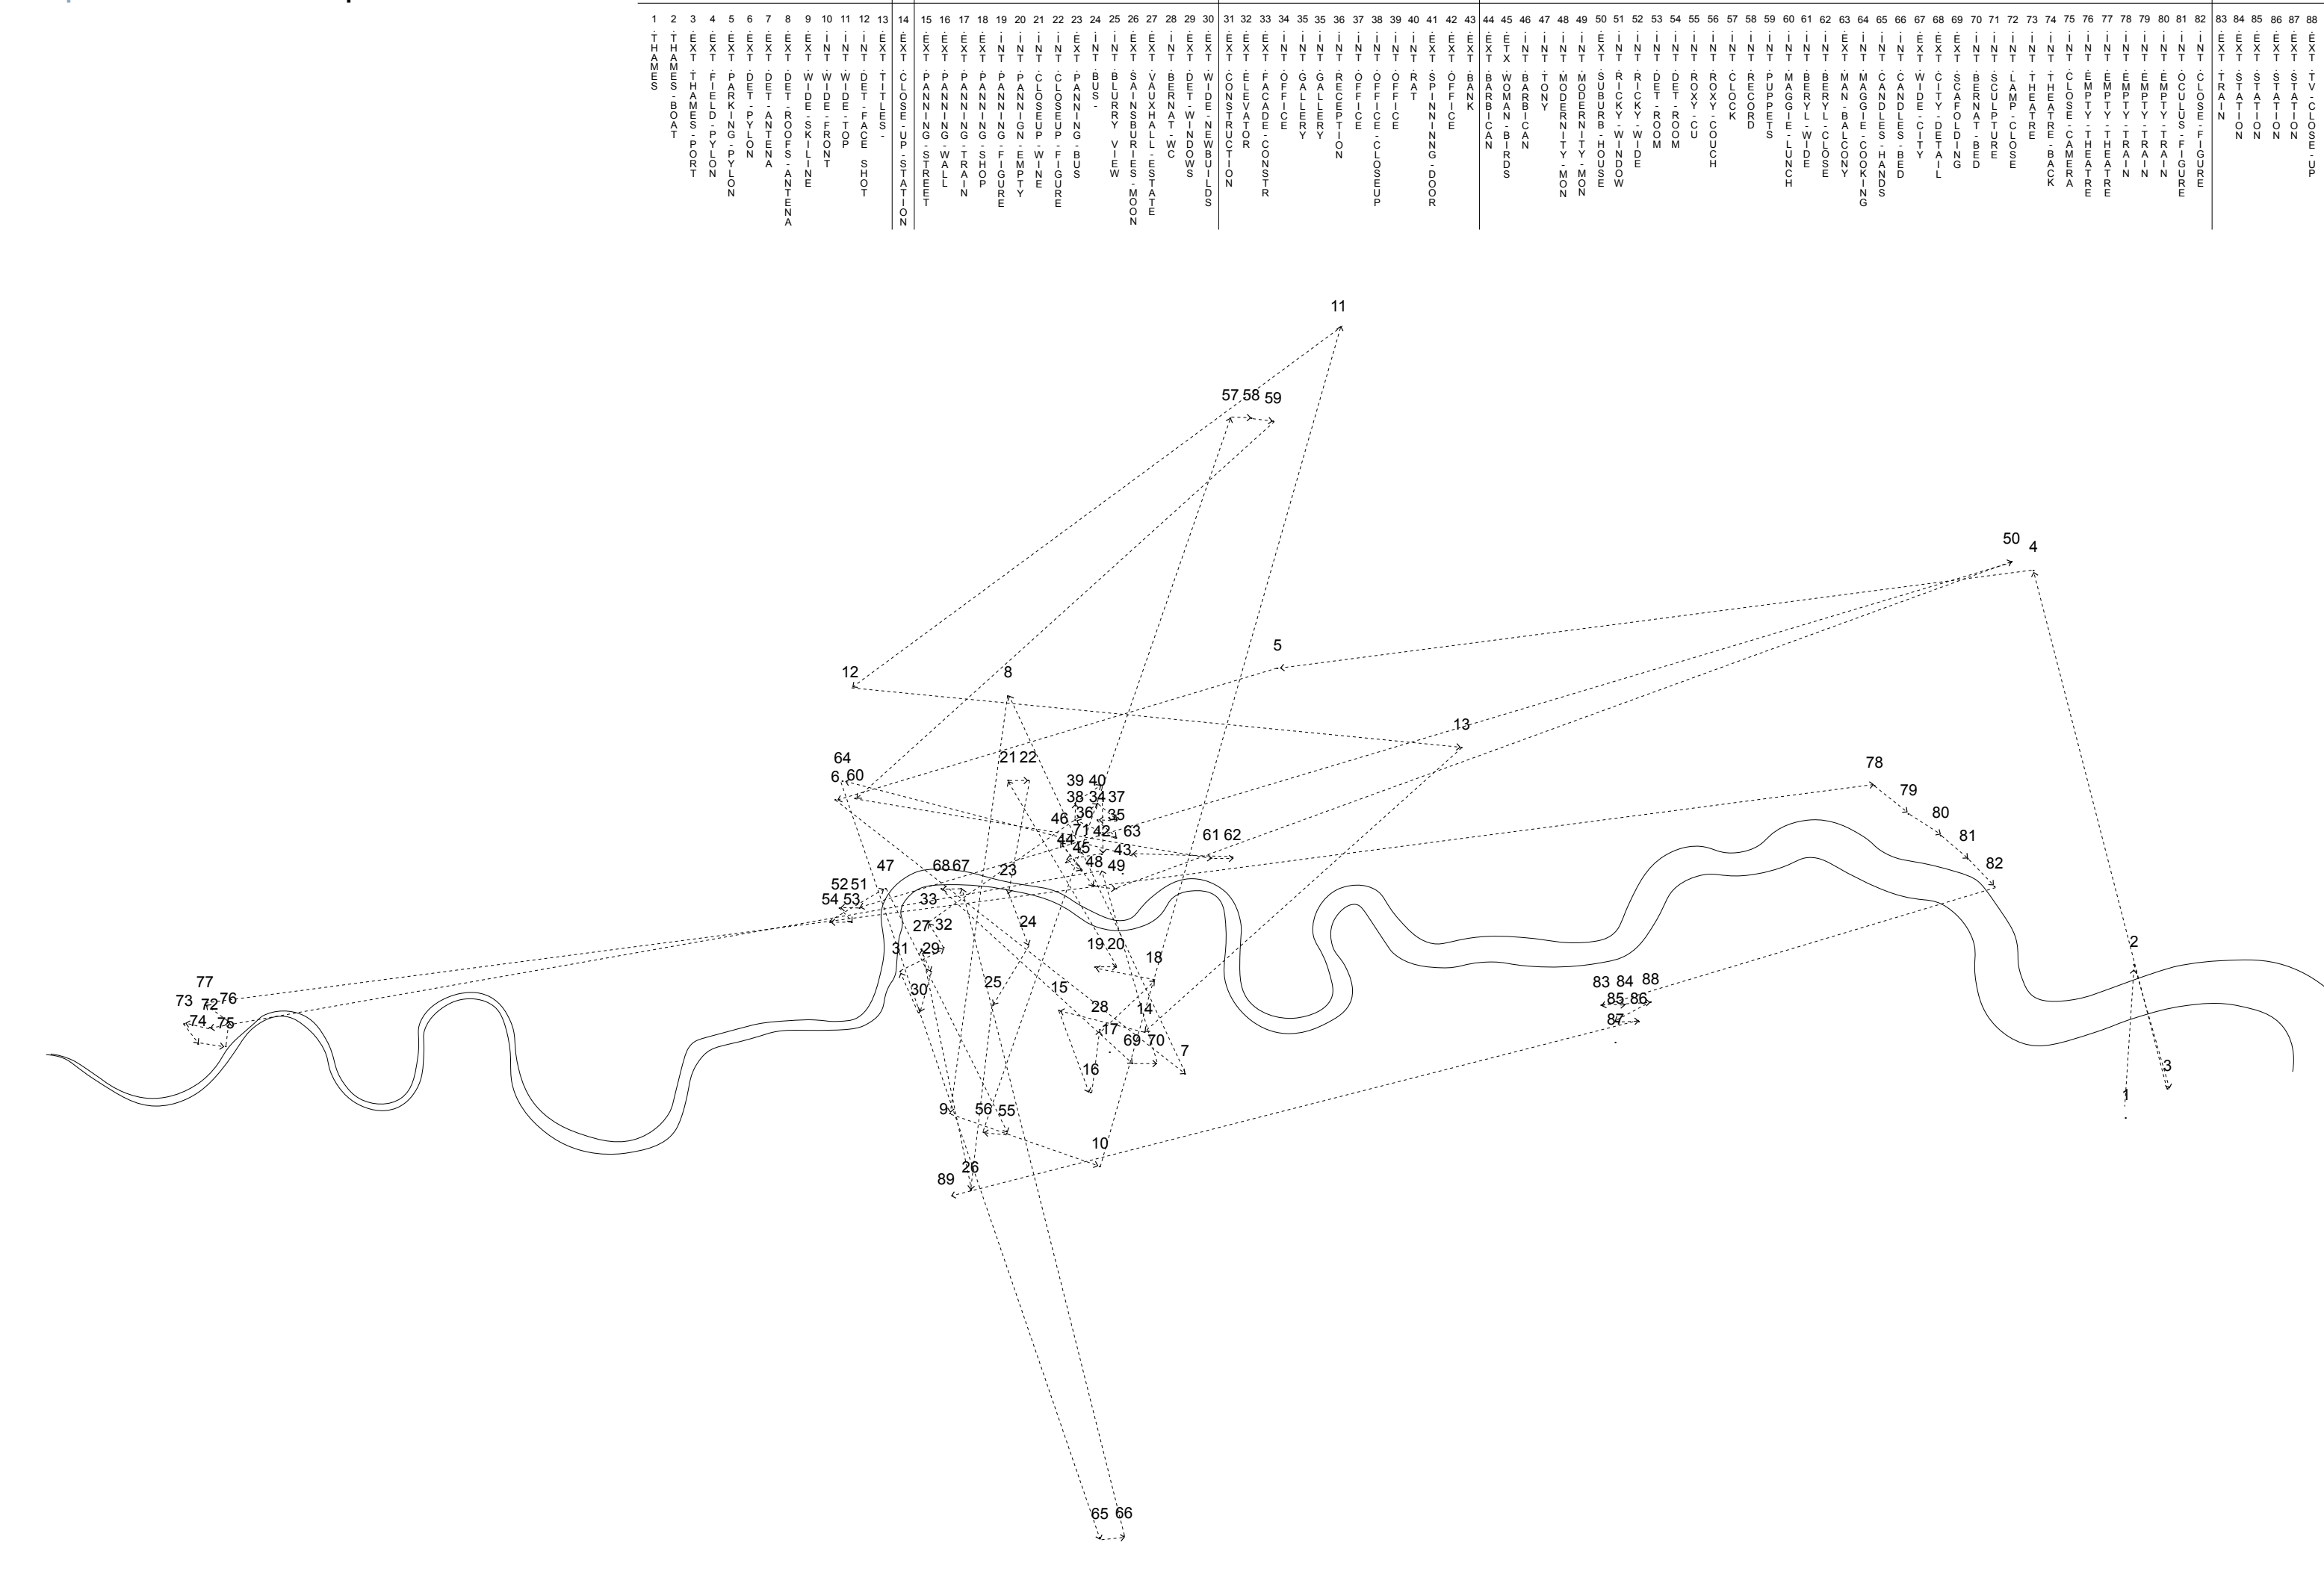 1 .THAMES
2 .THAMES-BOAT
3 .EXT.THAMES-PORT
4 .EXT.FIELD-PYLON
5 .EXT.PARKING-PYLON
6 .EXT.DET-PYLON
7 .EXT.DET-ANTENA
8 .EXT.DET-ROOFS-ANTENA
9 .EXT.WIDE-SKILINE
10 .INT.WIDE-FRONT
11 .INT.WIDE-TOP
12 .INT.DET-FACE SHOT
13 .EXT.TITLES-
14 .EXT.CLOSE-UP-STATION
15 .EXT.PANNING-STREET
16 .EXT.PANNING-WALL
17 .EXT.PANNING-TRAIN
18 .EXT.PANNING-SHOP
19 .INT.PANNING-FIGURE
20 .INT.PANNIGN-EMPTY
21 .INT.CLOSEUP-WINE
22 .INT.CLOSEUP-FIGURE
23 .EXT.PANNING-BUS
24 .INT.BUS-
25 .INT.BLURRY VIEW
26 .EXT.SAINSBURIES-MOON
27 .EXT.VAUXHALL-ESTATE
28 .INT.BERNAT-WC
29 .EXT.DET-WINDOWS
30 .EXT.WIDE-NEWBUILDS
31 .EXT.CONSTRUCTION
32 .EXT.ELEVATOR
33 .EXT.FACADE-CONSTR
34 .INT.OFFICE
35 .INT.GALLERY
35 .INT.GALLERY
36 .INT.RECEPTION
37 .INT.OFFICE
38 .INT.OFFICE-CLOSEUP
39 .INT.OFFICE
40 .INT.RAT
41 .EXT.SPINNING-DOOR
42 .EXT.OFFICE
43 .EXT.BANK
44 .EXT.BARBICAN
45 .ETX.WOMAN-BIRDS
46 .INT.BARBICAN
47 .INT.TONY
48 .INT.MODERNITY-MON
49 .INT.MODERNITY-MON
50 .EXT.SUBURB-HOUSE
51 .INT.RICKY-WINDOW
52 .INT.RICKY-WIDE
53 .INT.DET-ROOM
54 .INT.DET-ROOM
55 .INT.ROXY-CU
56 .INT.ROXY-COUCH
57 .INT.CLOCK
58 .INT.RECORD
59 .INT.PUPPETS
60 .INT.MAGGIE-LUNCH
61 .INT.BERYL-WIDE
62 .INT.BERYL-CLOSE
63 .EXT.MAN-BALCONY
64 .INT.MAGGIE-COOKING
65 .INT.CANDLES-HANDS
66 .INT.CANDLES-BED
67 .EXT.WIDE-CITY
68 .EXT.CITY-DETAIL
69 .EXT.SCAFOLDING
70 .INT.BERNAT-BED
71 .INT.SCULPTURE
72 .INT.LAMP-CLOSE
73 .INT.THEATRE
74 .INT.THEATRE-BACK
75 .INT.CLOSE-CAMERA
76 .INT.EMPTY-THEATRE
77 .INT.EMPTY-THEATRE
78 .INT.EMPTY-TRAIN
79 .INT.EMPTY-TRAIN
80 .INT.EMPTY-TRAIN
81 .INT.OCULUS-FIGURE
82 .INT.CLOSE-FIGURE
83 .EXT.TRAIN
84 .EXT.STATION
85 .EXT.STATION
86 .EXT.STATION
87 .EXT.STATION
88 .EXT.TV-CLOSE-UP
11
57 58 59
50 4
5
12 8
13
64 21 22 78
6 60 39 40
38 34 37 79
46 36 35 80
71 42 63 61 62 81
44 45 43
47 68 67 23 48 49 82
52 51
54 53 33
27 32 24
31 29 19 20 2
18
77 30 25 15 83 84 88
73 72 76 28 14 85 86
74 75 17 87
69 70 7
16 3
9 56 55 1
10
89 26
65 66